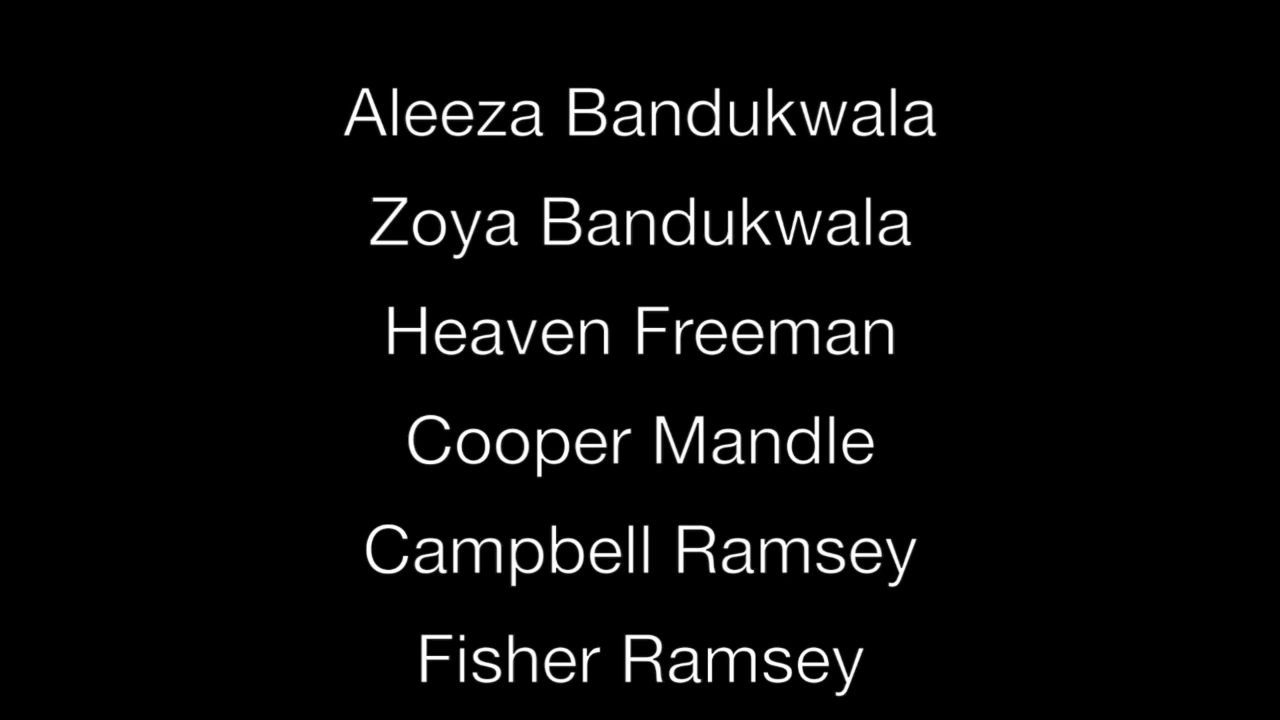 Aleeza Bandukwala
Zoya Bandukwala
Heaven Freeman
Cooper Mandle
Campbell Ramsey
Fisher Ramsey